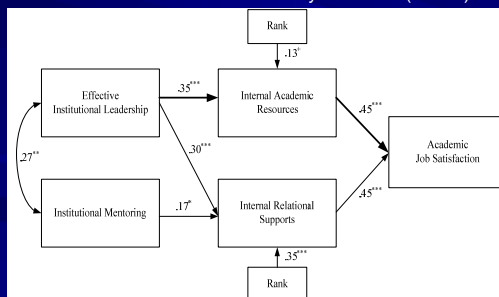 Rank
.13+
Effective
Institutional Leadership
.35***
Internal Academic
Resources
.45***
Academic
Job Satisfaction
.27**
.30***
Institutional Mentoring
.17*
Internal Relational
Supports
.45***
.35***
Rank